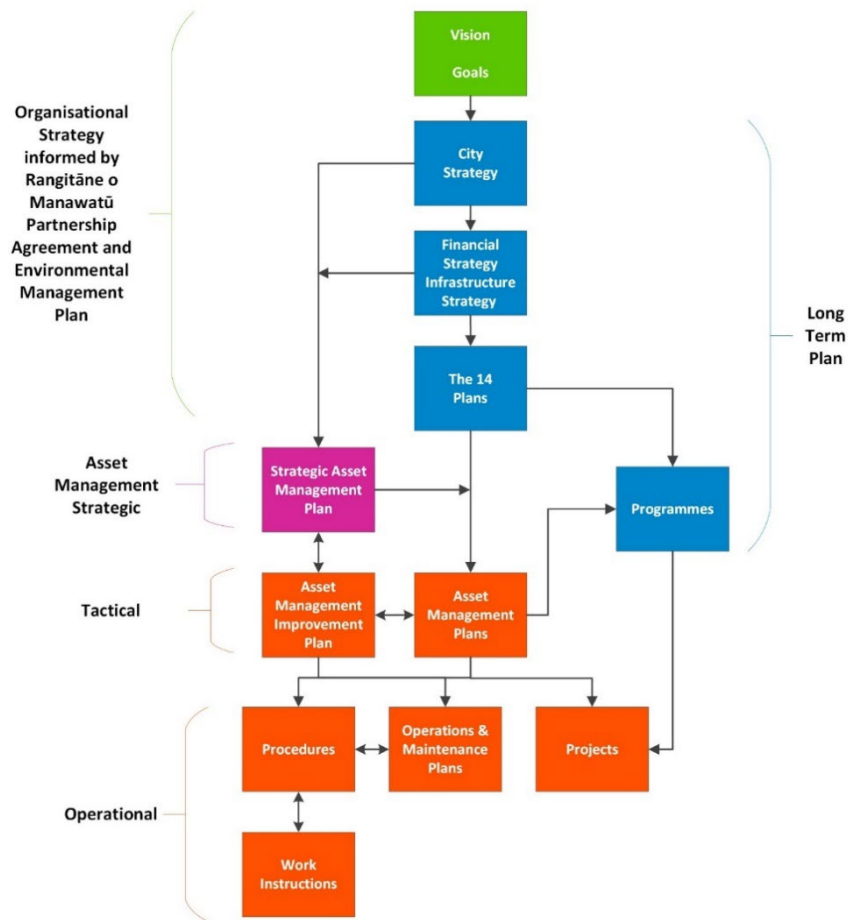 Vision
Goals
Organisational
Strategy
informed by
Rangitāne o
Manawatū
Partnership
Agreement and
Environmental
Management
Plan
City
Strategy
Financial
Strategy
Infrastructure
Strategy
Long
Term
Plan
The 14
Plans
Asset
Management
Strategic
Strategic Asset
Management
Plan
Programmes
Tactical
Asset
Management
Improvement
Plan
Asset
Management
Plans
Operational
Procedures
Operations &
Maintenance
Plans
Projects
Work
Instructions